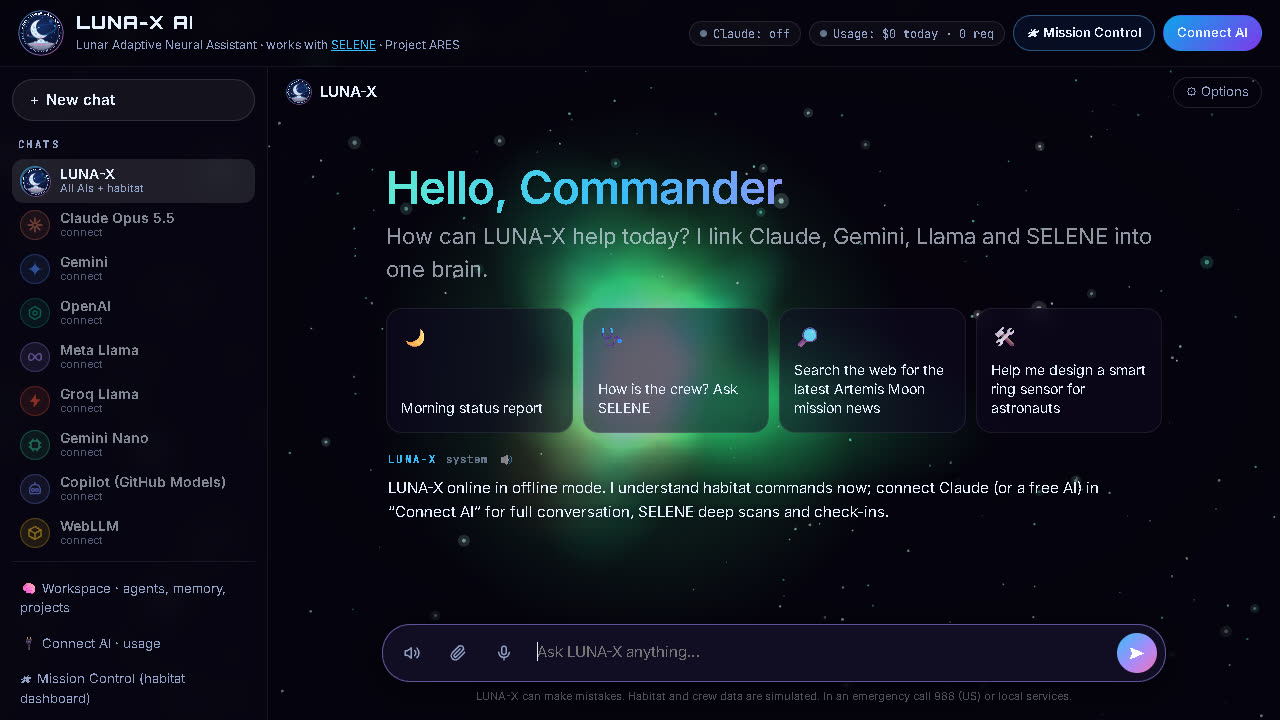 LUNA-X AI
Lunar Adaptive Neural Assistant · works with SELENE · Project ARES
Claude: off
Usage: $0 today · 0 req
Mission Control
Connect AI
+ New chat
CHATS
LUNA-X
All AIs + habitat
Claude Opus 5.5
connect
Gemini
connect
OpenAI
connect
Meta Llama
connect
Groq Llama
connect
Gemini Nano
connect
Copilot (GitHub Models)
connect
WebLLM
connect
Workspace · agents, memory,
projects
Connect AI · usage
Mission Control (habitat
dashboard)
LUNA-X
Options
Hello, Commander
How can LUNA-X help today? I link Claude, Gemini, Llama and SELENE into
one brain.
Morning status report
How is the crew? Ask
SELENE
Search the web for the
latest Artemis Moon
mission news
Help me design a smart
ring sensor for
astronauts
LUNA-X system
LUNA-X online in offline mode. I understand habitat commands now; connect Claude (or a free AI) in
“Connect AI” for full conversation, SELENE deep scans and check-ins.
Ask LUNA-X anything...
LUNA-X can make mistakes. Habitat and crew data are simulated. In an emergency call 988 (US) or local services.